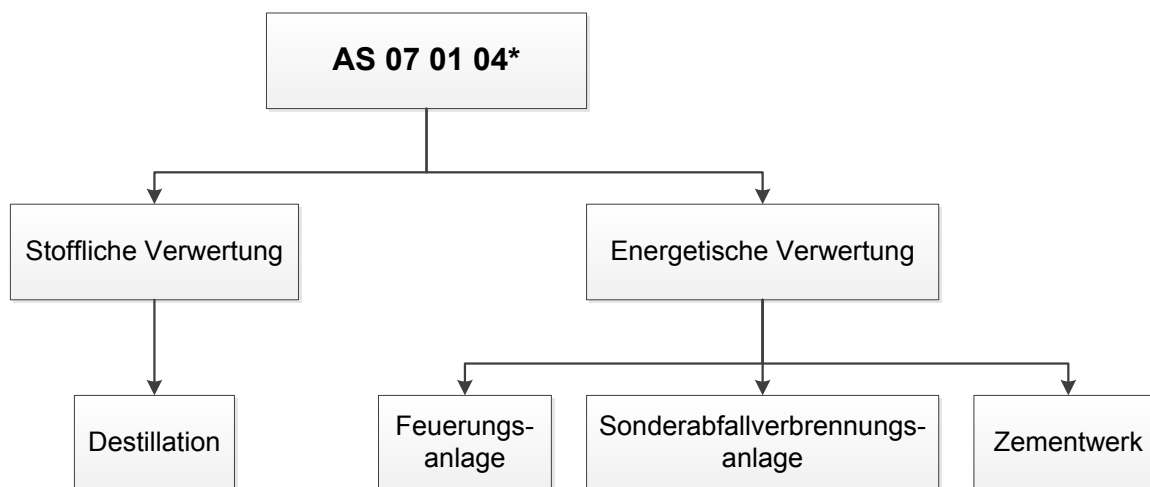 AS 07 01 04*
Stoffliche Verwertung
Energetische Verwertung
Destillation
Feuerungs-
anlage
Sonderabfallverbrennungs-
anlage
Zementwerk